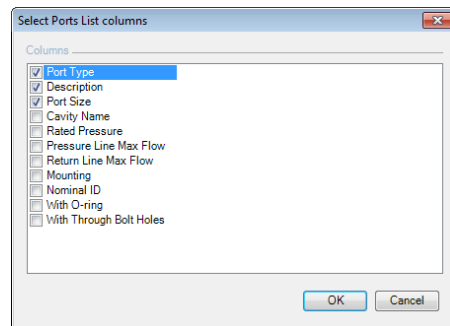 Select Ports List columns
Columns
Port Type
Description
Port Size
Cavity Name
Rated Pressure
Pressure Line Max Flow
Return Line Max Flow
Mounting
Nominal ID
With O-ring
With Through Bolt Holes
OK Cancel